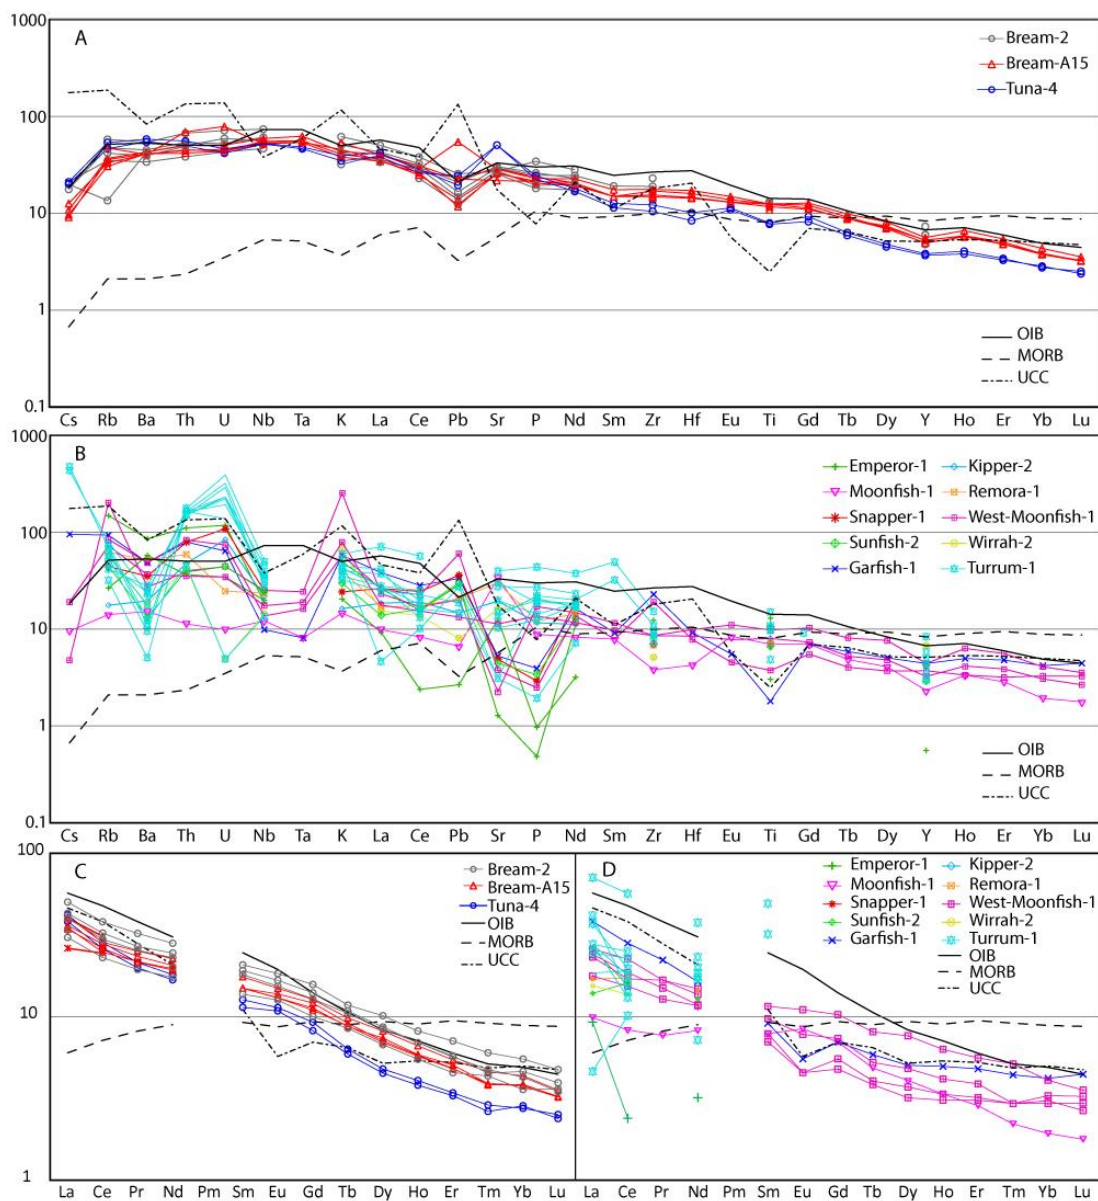 1000
A
Bream-2
Bream-A15
Tuna-4
100
10
1
OIB
MORB
UCC
0.1
Cs Rb Ba Th U Nb Ta K La Ce Pb Sr P Nd Sm Zr Hf Eu Ti Gd Tb Dy Y Ho Er Yb Lu
1000
B
Emperor-1 Kipper-2
Moonfish-1 Remora-1
Snapper-1 West-Moonfish-1
Sunfish-2 Wirrah-2
Garfish-1 Turrum-1
100
10
1
OIB
MORB
UCC
0.1
Cs Rb Ba Th U Nb Ta K La Ce Pb Sr P Nd Sm Zr Hf Eu Ti Gd Tb Dy Y Ho Er Yb Lu
100
C
Bream-2
Bream-A15
Tuna-4
OIB
MORB
UCC
10
1
La Ce Pr Nd Pm Sm Eu Gd Tb Dy Ho Er Tm Yb Lu
D
Emperor-1 Kipper-2
Moonfish-1 Remora-1
Snapper-1 West-Moonfish-1
Sunfish-2 Wirrah-2
Garfish-1 Turrum-1
OIB
MORB
UCC
La Ce Pr Nd Pm Sm Eu Gd Tb Dy Ho Er Tm Yb Lu